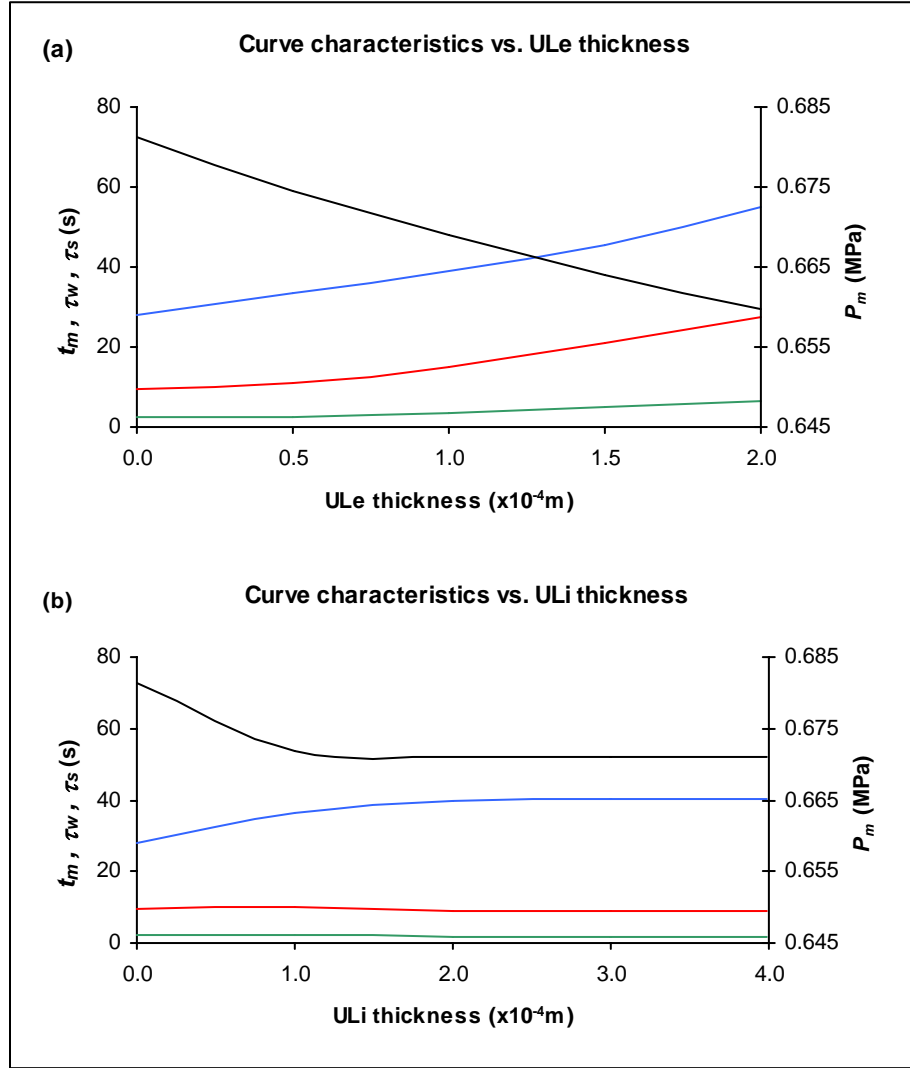 (a)
Curve characteristics vs. ULe thickness
80
60
40
20
0
t_m , τ_w , τ_s (s)
0.685
0.675
0.665
0.655
0.645
P_m (MPa)
0.0 0.5 1.0 1.5 2.0
ULe thickness (x10⁻⁴m)
(b)
Curve characteristics vs. ULi thickness
80
60
40
20
0
t_m , τ_w , τ_s (s)
0.685
0.675
0.665
0.655
0.645
P_m (MPa)
0.0 1.0 2.0 3.0 4.0
ULi thickness (x10⁻⁴m)